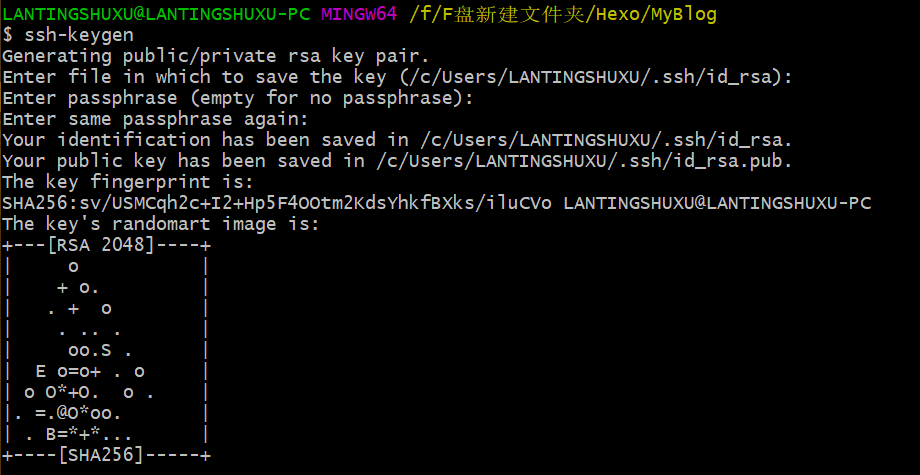 LANTINGSHUXU@LANTINGSHUXU-PC MINGW64 /f/F盘新建文件夹/Hexo/MyBlog
$ ssh-keygen
Generating public/private rsa key pair.
Enter file in which to save the key (/c/Users/LANTINGSHUXU/.ssh/id_rsa):
Enter passphrase (empty for no passphrase):
Enter same passphrase again:
Your identification has been saved in /c/Users/LANTINGSHUXU/.ssh/id_rsa.
Your public key has been saved in /c/Users/LANTINGSHUXU/.ssh/id_rsa.pub.
The key fingerprint is:
SHA256:sv/USMCqh2c+I2+Hp5F4OOtm2KdsYhkfBXks/iluCVo LANTINGSHUXU@LANTINGSHUXU-PC
The key's randomart image is:
+---[RSA 2048]----+
|     o           |
|    + o.         |
|   . +  o        |
|    . .. .       |
|     oo.S .      |
|  E o=o+ . o     |
| o O*+O.  o .    |
|. =.@O*oo.       |
| . B=*+*...      |
+----[SHA256]-----+